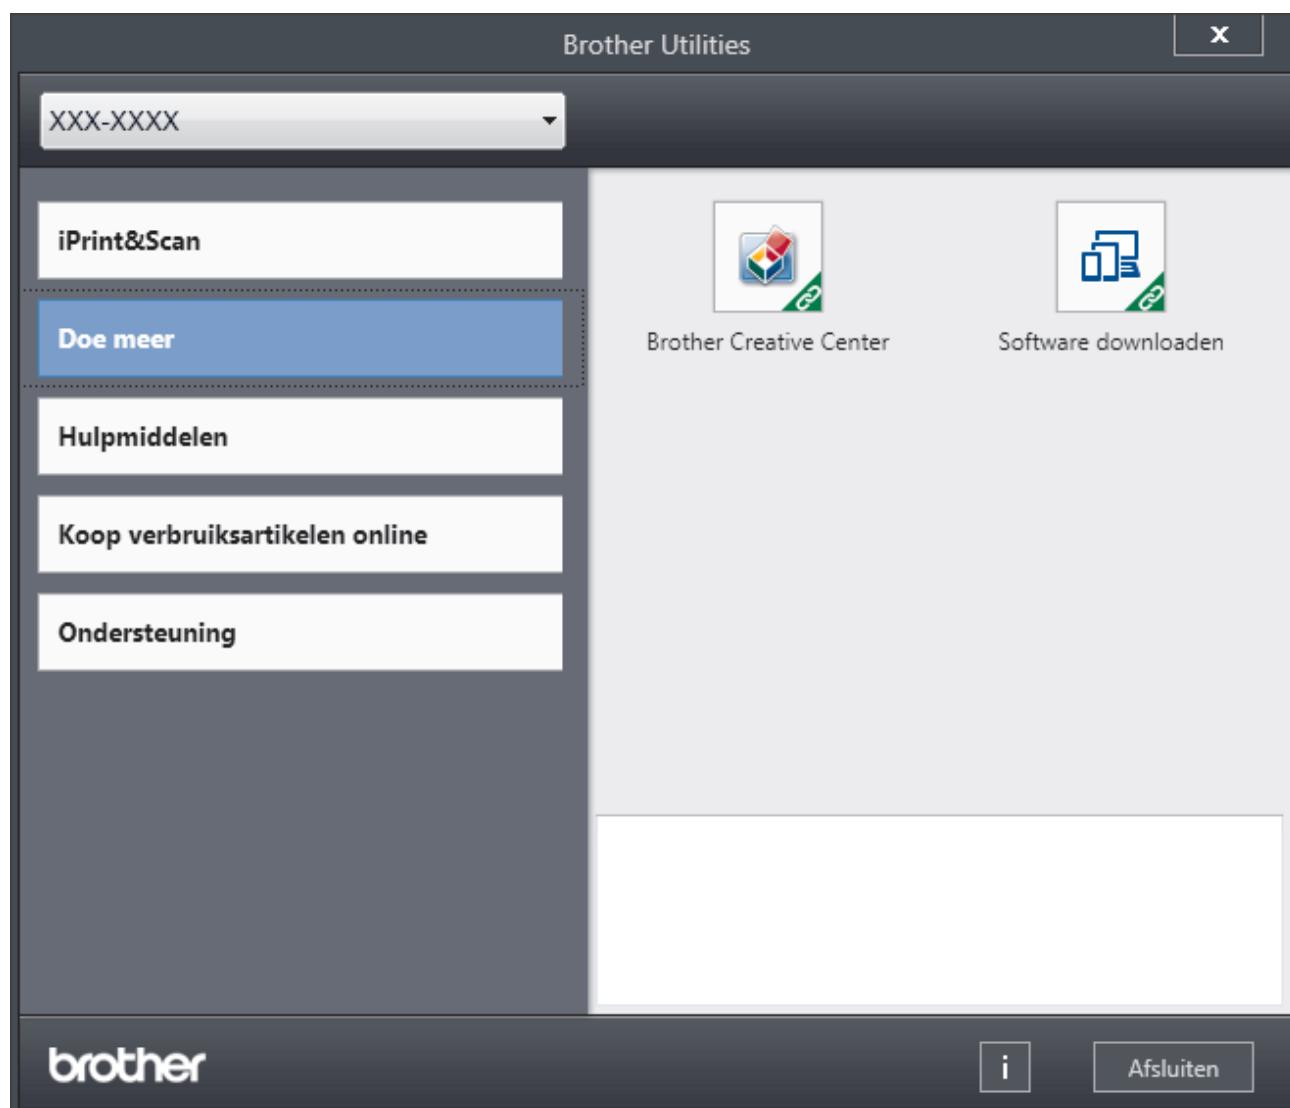 Brother Utilities
x
XXX-XXXX
iPrint&Scan
Doe meer
Hulpmiddelen
Koop verbruiksartikelen online
Ondersteuning
Brother Creative Center
Software downloaden
brother
i
Afsluiten